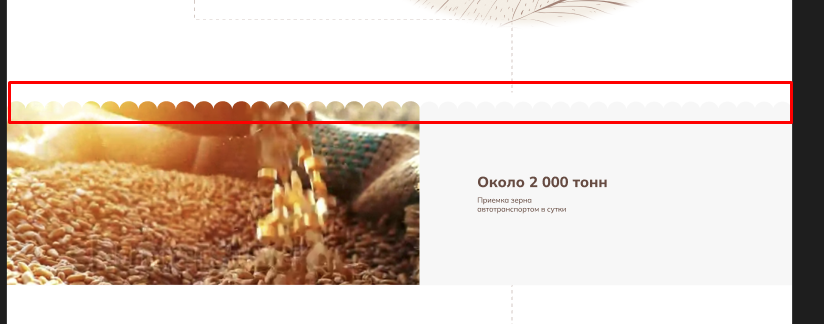 Около 2 000 тонн
Приемка зерна
автотранспортом в сутки